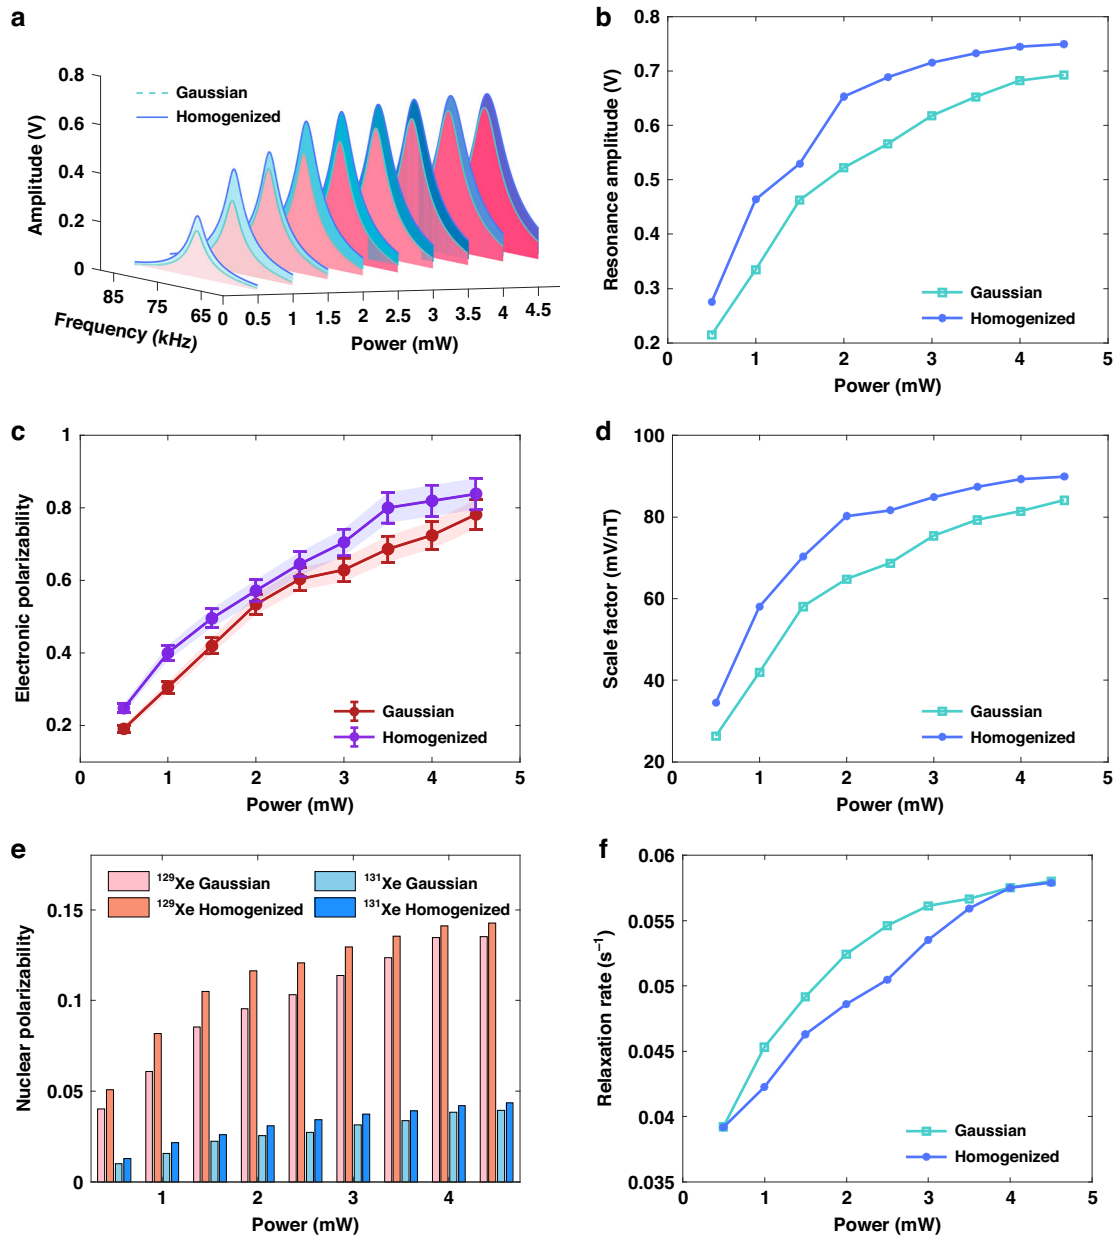 a
0.8
0.6
0.4
0.2
0
Amplitude (V)
Gaussian
Homogenized
85
75
65
Frequency (kHz)
0 0.5 1 1.5 2 2.5 3 3.5 4 4.5
Power (mW)
b
0.8
0.7
0.6
0.5
0.4
0.3
0.2
Resonance amplitude (V)
Gaussian
Homogenized
0 1 2 3 4 5
Power (mW)
c
1
0.8
0.6
0.4
0.2
Electronic polarizability
Gaussian
Homogenized
0 1 2 3 4 5
Power (mW)
d
100
80
60
40
20
Scale factor (mV/nT)
Gaussian
Homogenized
0 1 2 3 4 5
Power (mW)
e
0.15
0.1
0.05
0
Nuclear polarizability
¹²⁹Xe Gaussian ¹³¹Xe Gaussian
¹²⁹Xe Homogenized ¹³¹Xe Homogenized
1 2 3 4
Power (mW)
f
0.06
0.055
0.05
0.045
0.04
0.035
Relaxation rate (s⁻¹)
Gaussian
Homogenized
0 1 2 3 4 5
Power (mW)